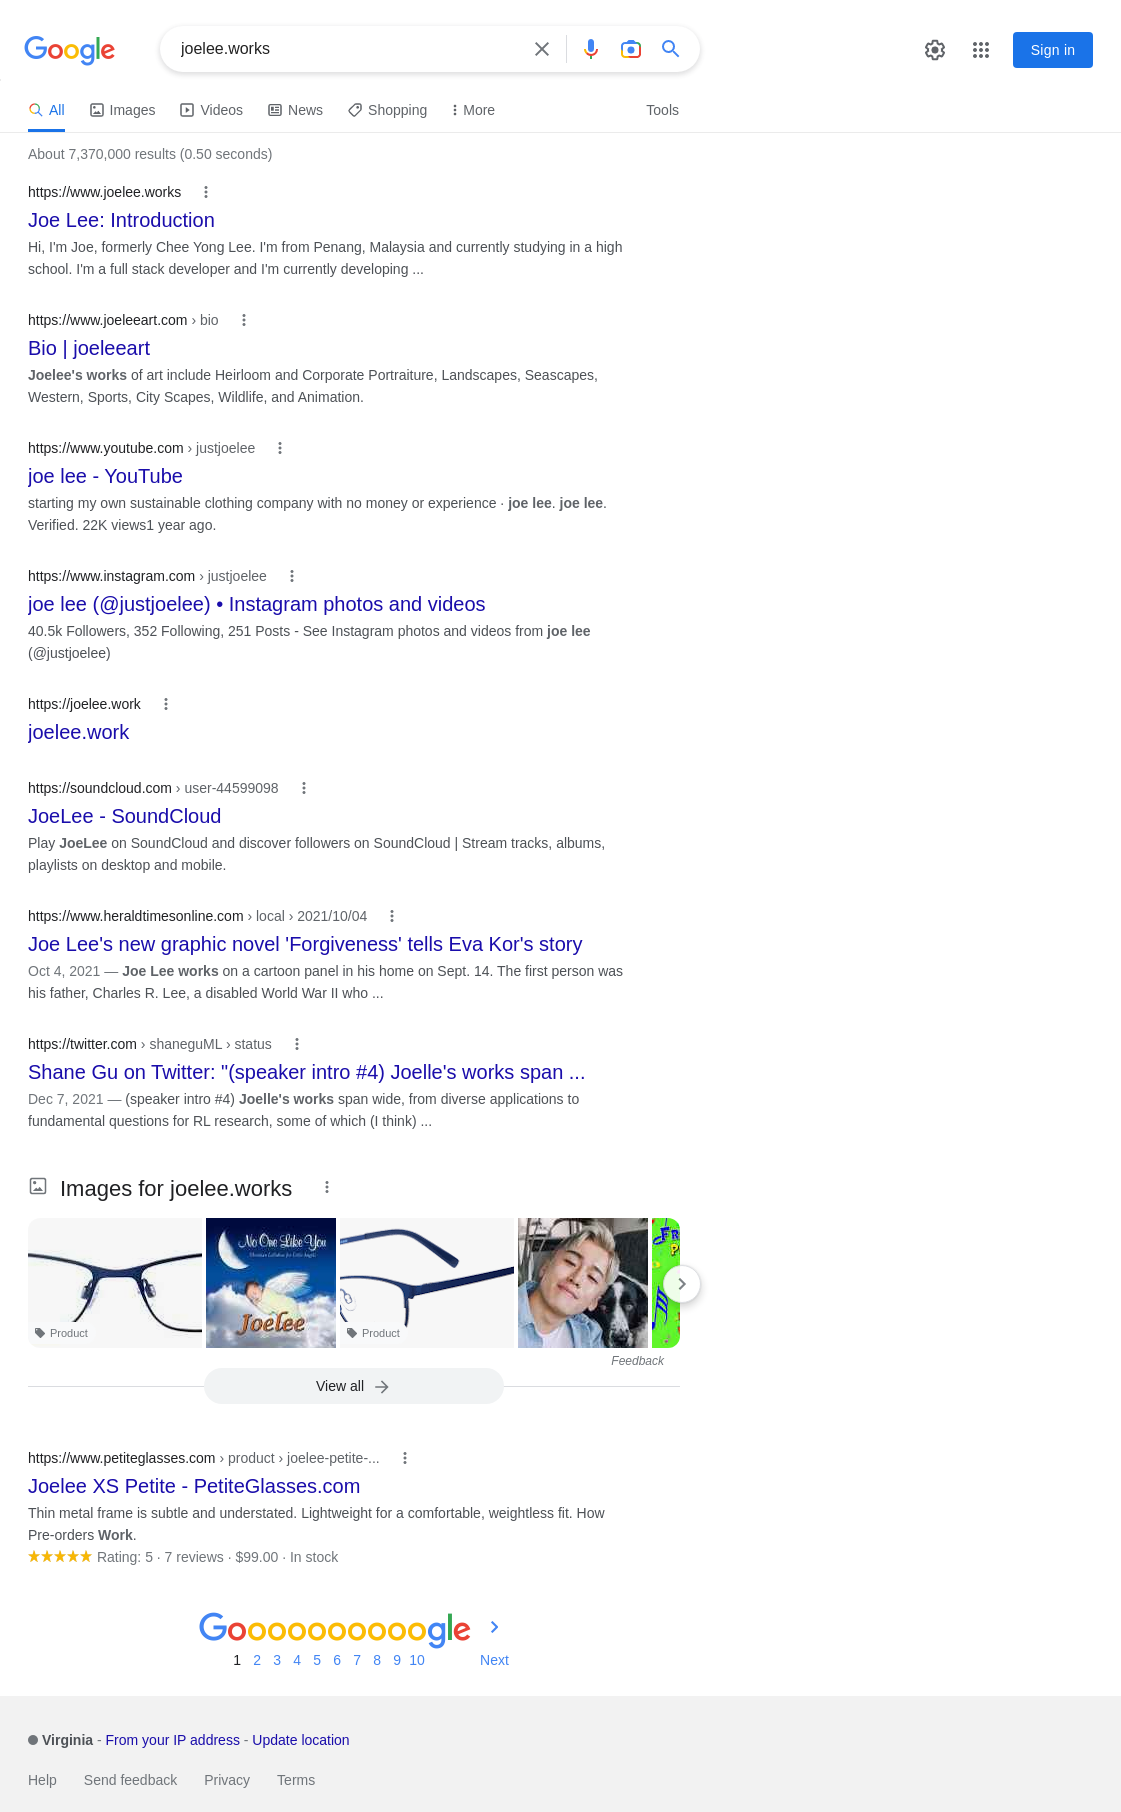 Google
joelee.works
Sign in
All
Images
Videos
News
Shopping
More
Tools
About 7,370,000 results (0.50 seconds)
https://www.joelee.works
Joe Lee: Introduction
Hi, I'm Joe, formerly Chee Yong Lee. I'm from Penang, Malaysia and currently studying in a high
school. I'm a full stack developer and I'm currently developing ...
https://www.joeleeart.com › bio
Bio | joeleeart
Joelee's works of art include Heirloom and Corporate Portraiture, Landscapes, Seascapes,
Western, Sports, City Scapes, Wildlife, and Animation.
https://www.youtube.com › justjoelee
joe lee - YouTube
starting my own sustainable clothing company with no money or experience · joe lee. joe lee.
Verified. 22K views1 year ago.
https://www.instagram.com › justjoelee
joe lee (@justjoelee) • Instagram photos and videos
40.5k Followers, 352 Following, 251 Posts - See Instagram photos and videos from joe lee
(@justjoelee)
https://joelee.work
joelee.work
https://soundcloud.com › user-44599098
JoeLee - SoundCloud
Play JoeLee on SoundCloud and discover followers on SoundCloud | Stream tracks, albums,
playlists on desktop and mobile.
https://www.heraldtimesonline.com › local › 2021/10/04
Joe Lee's new graphic novel 'Forgiveness' tells Eva Kor's story
Oct 4, 2021 — Joe Lee works on a cartoon panel in his home on Sept. 14. The first person was
his father, Charles R. Lee, a disabled World War II who ...
https://twitter.com › shaneguML › status
Shane Gu on Twitter: "(speaker intro #4) Joelle's works span ...
Dec 7, 2021 — (speaker intro #4) Joelle's works span wide, from diverse applications to
fundamental questions for RL research, some of which (I think) ...
Images for joelee.works
No One Like You
Christian Lullabies for Little Angels
Joelee
Product
Product
Feedback
View all
https://www.petiteglasses.com › product › joelee-petite-...
Joelee XS Petite - PetiteGlasses.com
Thin metal frame is subtle and understated. Lightweight for a comfortable, weightless fit. How
Pre-orders Work.
Rating: 5 · 7 reviews · $99.00 · In stock
Goooooooooogle
1 2 3 4 5 6 7 8 9 10 Next
Virginia - From your IP address - Update location
Help Send feedback Privacy Terms